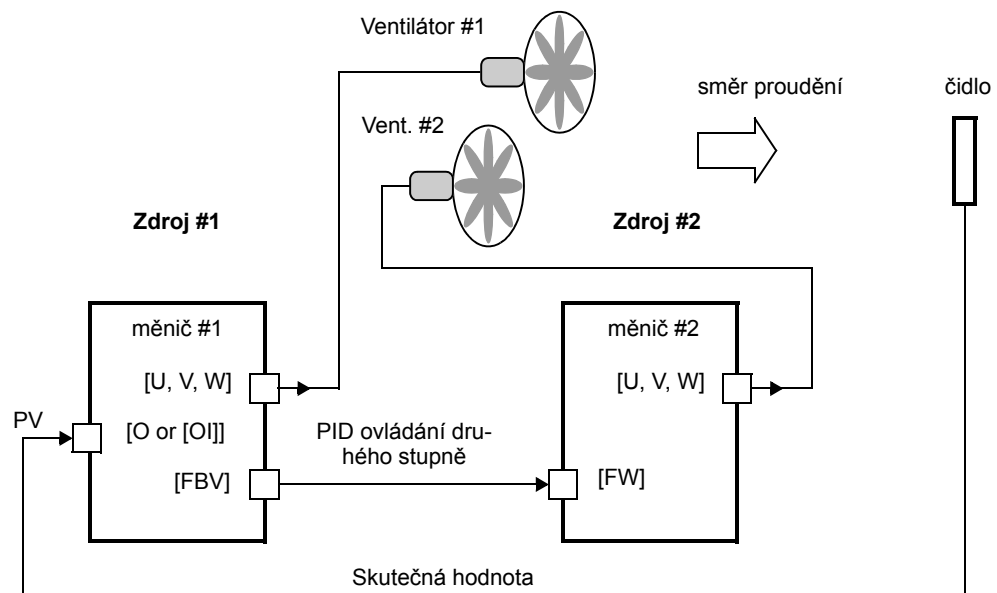 Ventilátor #1
směr proudění
čidlo
Vent. #2
Zdroj #1
Zdroj #2
měnič #1
měnič #2
[U, V, W]
[U, V, W]
PV
[O or [OI]]
PID ovládání dru-
hého stupně
[FBV]
[FW]
Skutečná hodnota